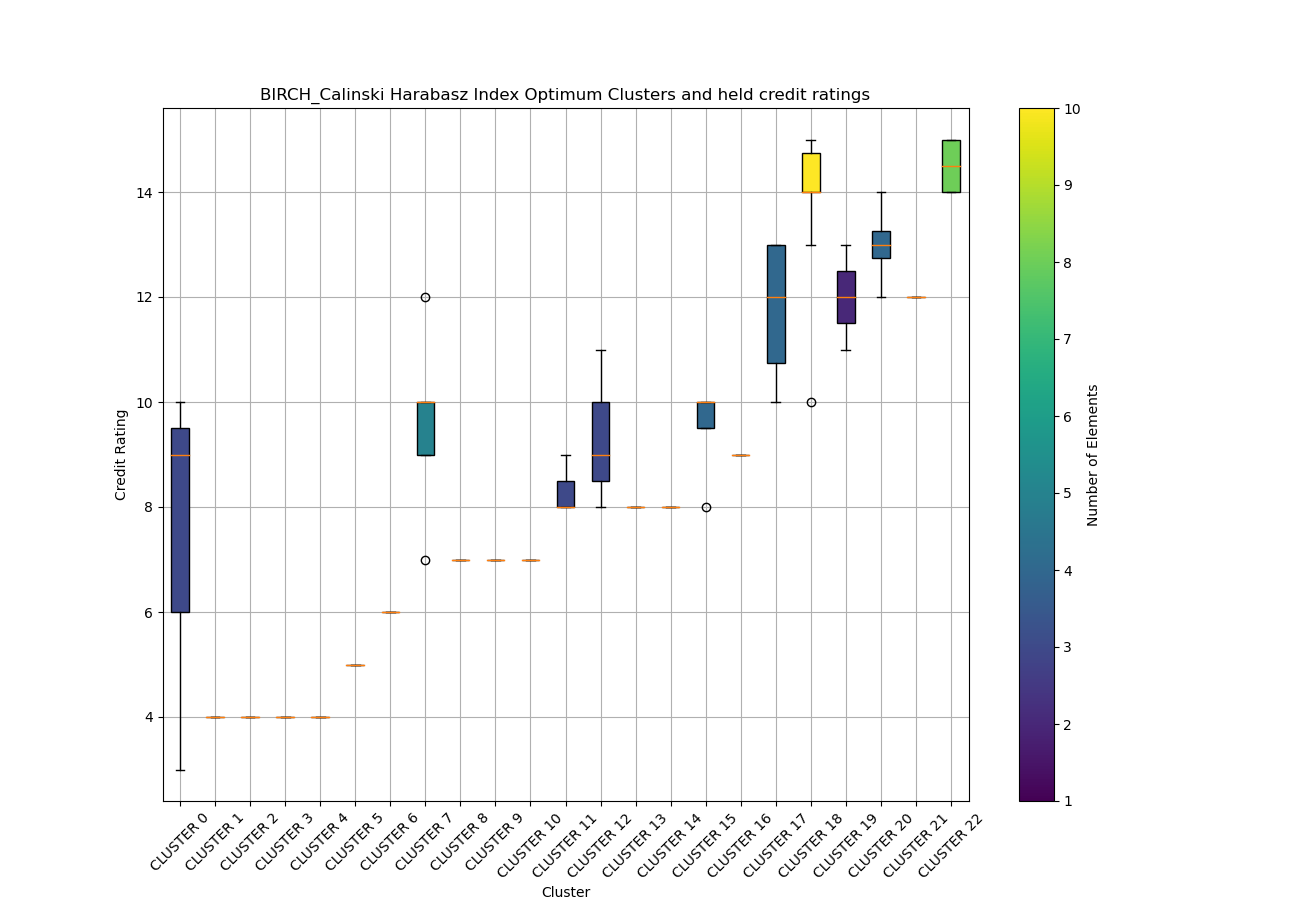 BIRCH_Calinski Harabasz Index Optimum Clusters and held credit ratings
Credit Rating
14
12
10
8
6
4
CLUSTER 0
CLUSTER 1
CLUSTER 2
CLUSTER 3
CLUSTER 4
CLUSTER 5
CLUSTER 6
CLUSTER 7
CLUSTER 8
CLUSTER 9
CLUSTER 10
CLUSTER 11
CLUSTER 12
CLUSTER 13
CLUSTER 14
CLUSTER 15
CLUSTER 16
CLUSTER 17
CLUSTER 18
CLUSTER 19
CLUSTER 20
CLUSTER 21
CLUSTER 22
Cluster
10
9
8
7
6
5
4
3
2
1
Number of Elements